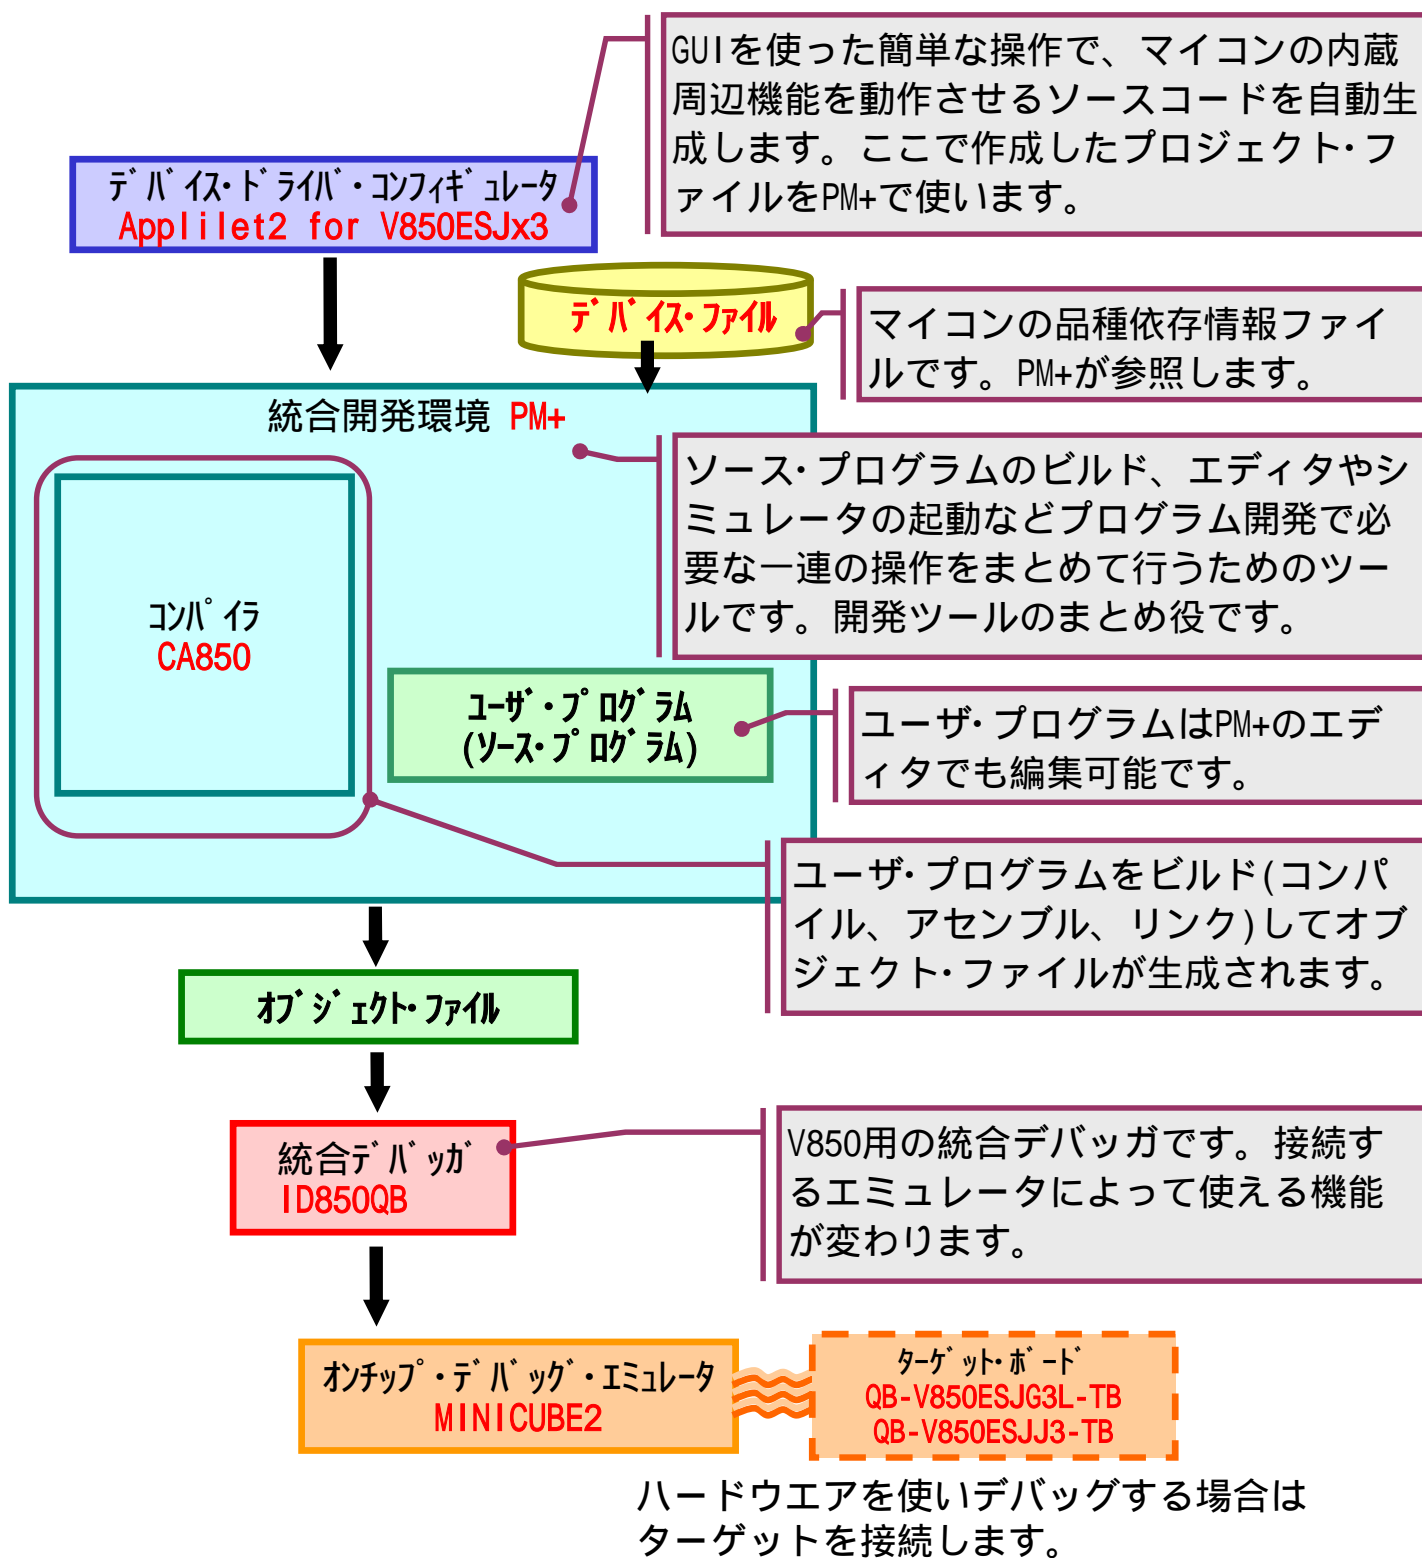 GUIを使った簡単な操作で、マイコンの内蔵
周辺機能を動作させるソースコードを自動生
成します。ここで作成したプロジェクト・フ
ァイルをPM+で使います。
ﾃﾞﾊﾞｲｽ・ﾄﾞﾗｲﾊﾞ・ｺﾝﾌｨｷﾞｭﾚｰﾀ
Applilet2 for V850ESJx3
ﾃﾞﾊﾞｲｽ・ﾌｧｲﾙ
マイコンの品種依存情報ファイ
ルです。PM+が参照します。
統合開発環境 PM+
ソース・プログラムのビルド、エディタやシ
ミュレータの起動などプログラム開発で必
要な一連の操作をまとめて行うためのツー
ルです。開発ツールのまとめ役です。
ｺﾝﾊﾟｲﾗ
CA850
ﾕｰｻﾞ・ﾌﾟﾛｸﾞﾗﾑ
(ｿｰｽ・ﾌﾟﾛｸﾞﾗﾑ)
ユーザ・プログラムはPM+のエデ
ィタでも編集可能です。
ユーザ・プログラムをビルド(コンパ
イル、アセンブル、リンク)してオブ
ジェクト・ファイルが生成されます。
ｵﾌﾞｼﾞｪｸﾄ・ﾌｧｲﾙ
統合ﾃﾞﾊﾞｯｶﾞ
ID850QB
V850用の統合デバッガです。接続す
るエミュレータによって使える機能
が変わります。
ｵﾝﾁｯﾌﾟ・ﾃﾞﾊﾞｯｸﾞ・ｴﾐｭﾚｰﾀ
MINICUBE2
ﾀｰｹﾞｯﾄ・ﾎﾞｰﾄﾞ
QB-V850ESJG3L-TB
QB-V850ESJJ3-TB
ハードウエアを使いデバッグする場合は
ターゲットを接続します。